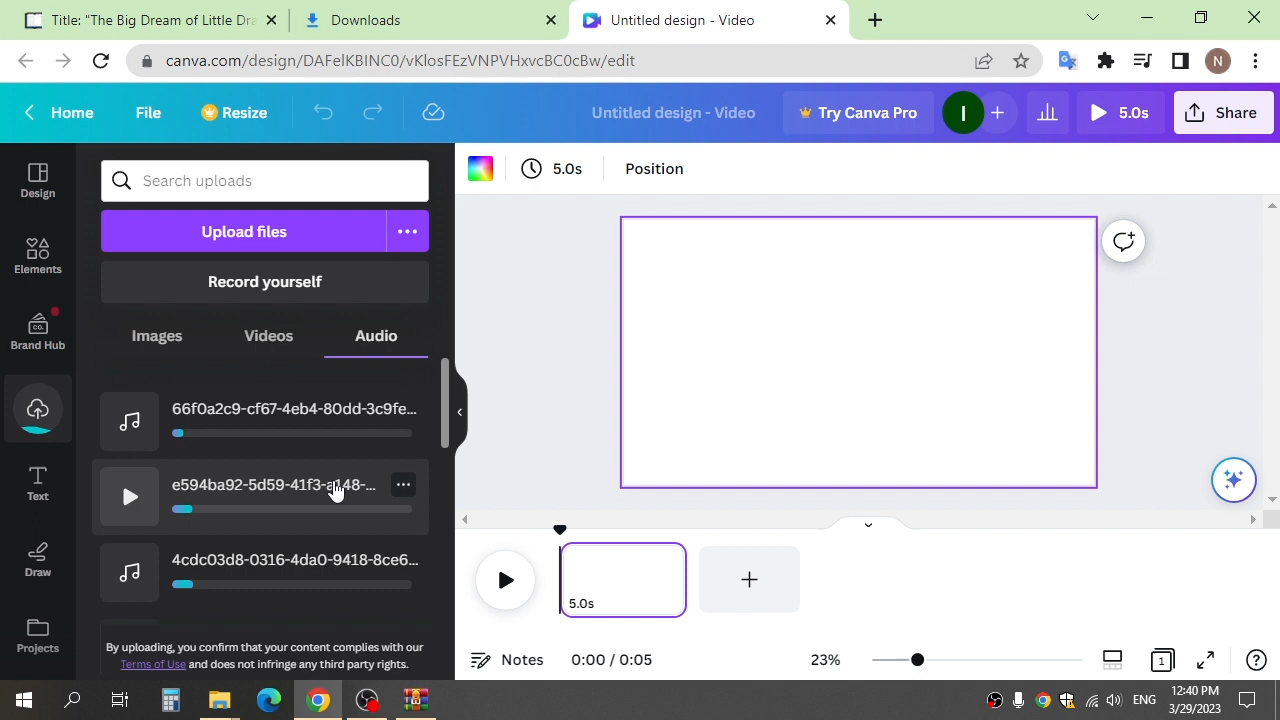 Title: "The Big Dream of Little Dra
Downloads
Untitled design - Video
canva.com/design/DAFelKBINC0/vKloSFEzVNPVHxvcBC0cBw/edit
N
Home
File
Resize
Untitled design - Video
Try Canva Pro
I
5.0s
Share
Design
Elements
CO.
Brand Hub
Text
Draw
Projects
Search uploads
Upload files
Record yourself
Images
Videos
Audio
66f0a2c9-cf67-4eb4-80dd-3c9fe...
e594ba92-5d59-41f3-a148-...
4cdc03d8-0316-4da0-9418-8ce6...
By uploading, you confirm that your content complies with our
Terms of Use and does not infringe any third party rights.
5.0s
Position
5.0s
Notes
0:00 / 0:05
23%
1
ENG
12:40 PM
3/29/2023